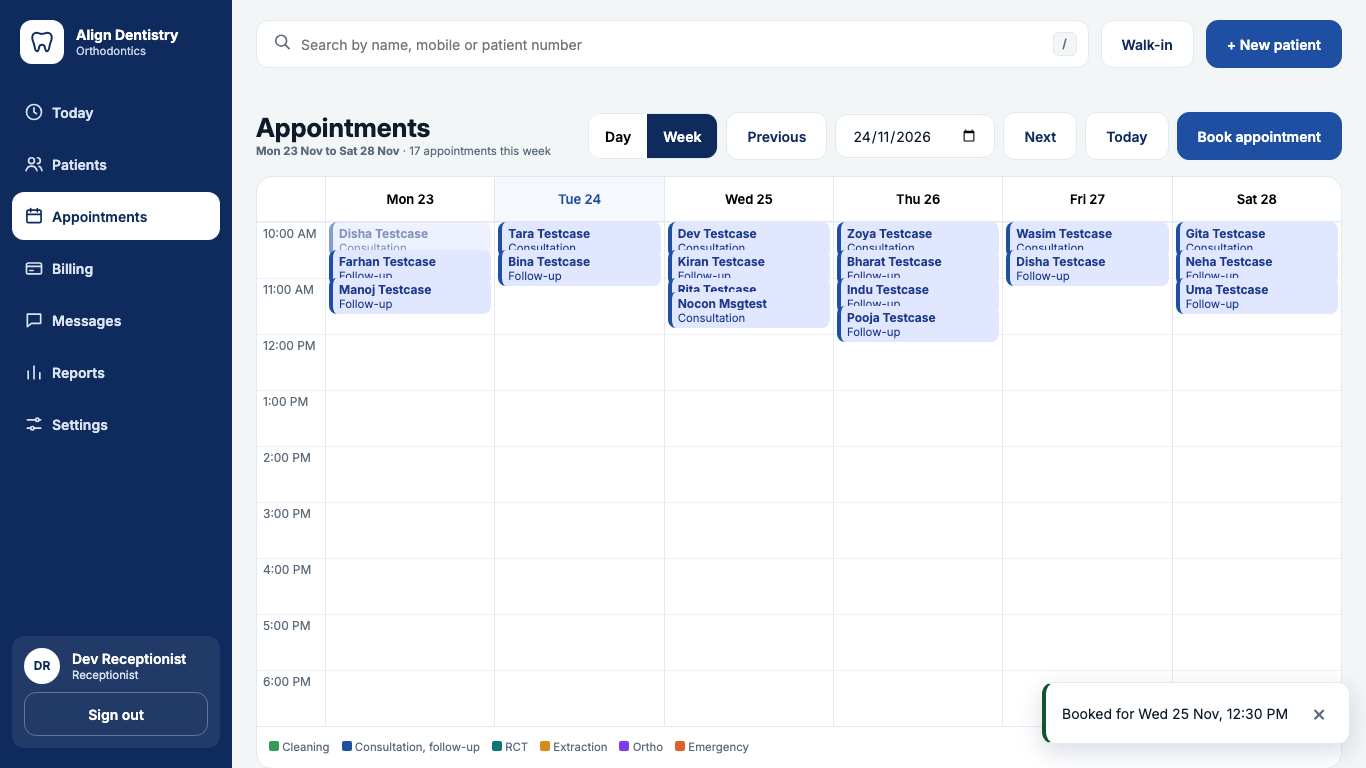 Align Dentistry
Orthodontics
Today
Patients
Appointments
Billing
Messages
Reports
Settings
DR
Dev Receptionist
Receptionist
Sign out
Search by name, mobile or patient number
/
Walk-in
+ New patient
Appointments
Mon 23 Nov to Sat 28 Nov · 17 appointments this week
Day
Week
Previous
24/11/2026
Next
Today
Book appointment
Mon 23
Tue 24
Wed 25
Thu 26
Fri 27
Sat 28
10:00 AM
11:00 AM
12:00 PM
1:00 PM
2:00 PM
3:00 PM
4:00 PM
5:00 PM
6:00 PM
Disha Testcase
Consultation
Farhan Testcase
Follow-up
Manoj Testcase
Follow-up
Tara Testcase
Consultation
Bina Testcase
Follow-up
Dev Testcase
Consultation
Kiran Testcase
Follow-up
Rita Testcase
Nocon Msgtest
Consultation
Zoya Testcase
Consultation
Bharat Testcase
Follow-up
Indu Testcase
Follow-up
Pooja Testcase
Follow-up
Wasim Testcase
Consultation
Disha Testcase
Follow-up
Gita Testcase
Consultation
Neha Testcase
Follow-up
Uma Testcase
Follow-up
Cleaning
Consultation, follow-up
RCT
Extraction
Ortho
Emergency
Booked for Wed 25 Nov, 12:30 PM